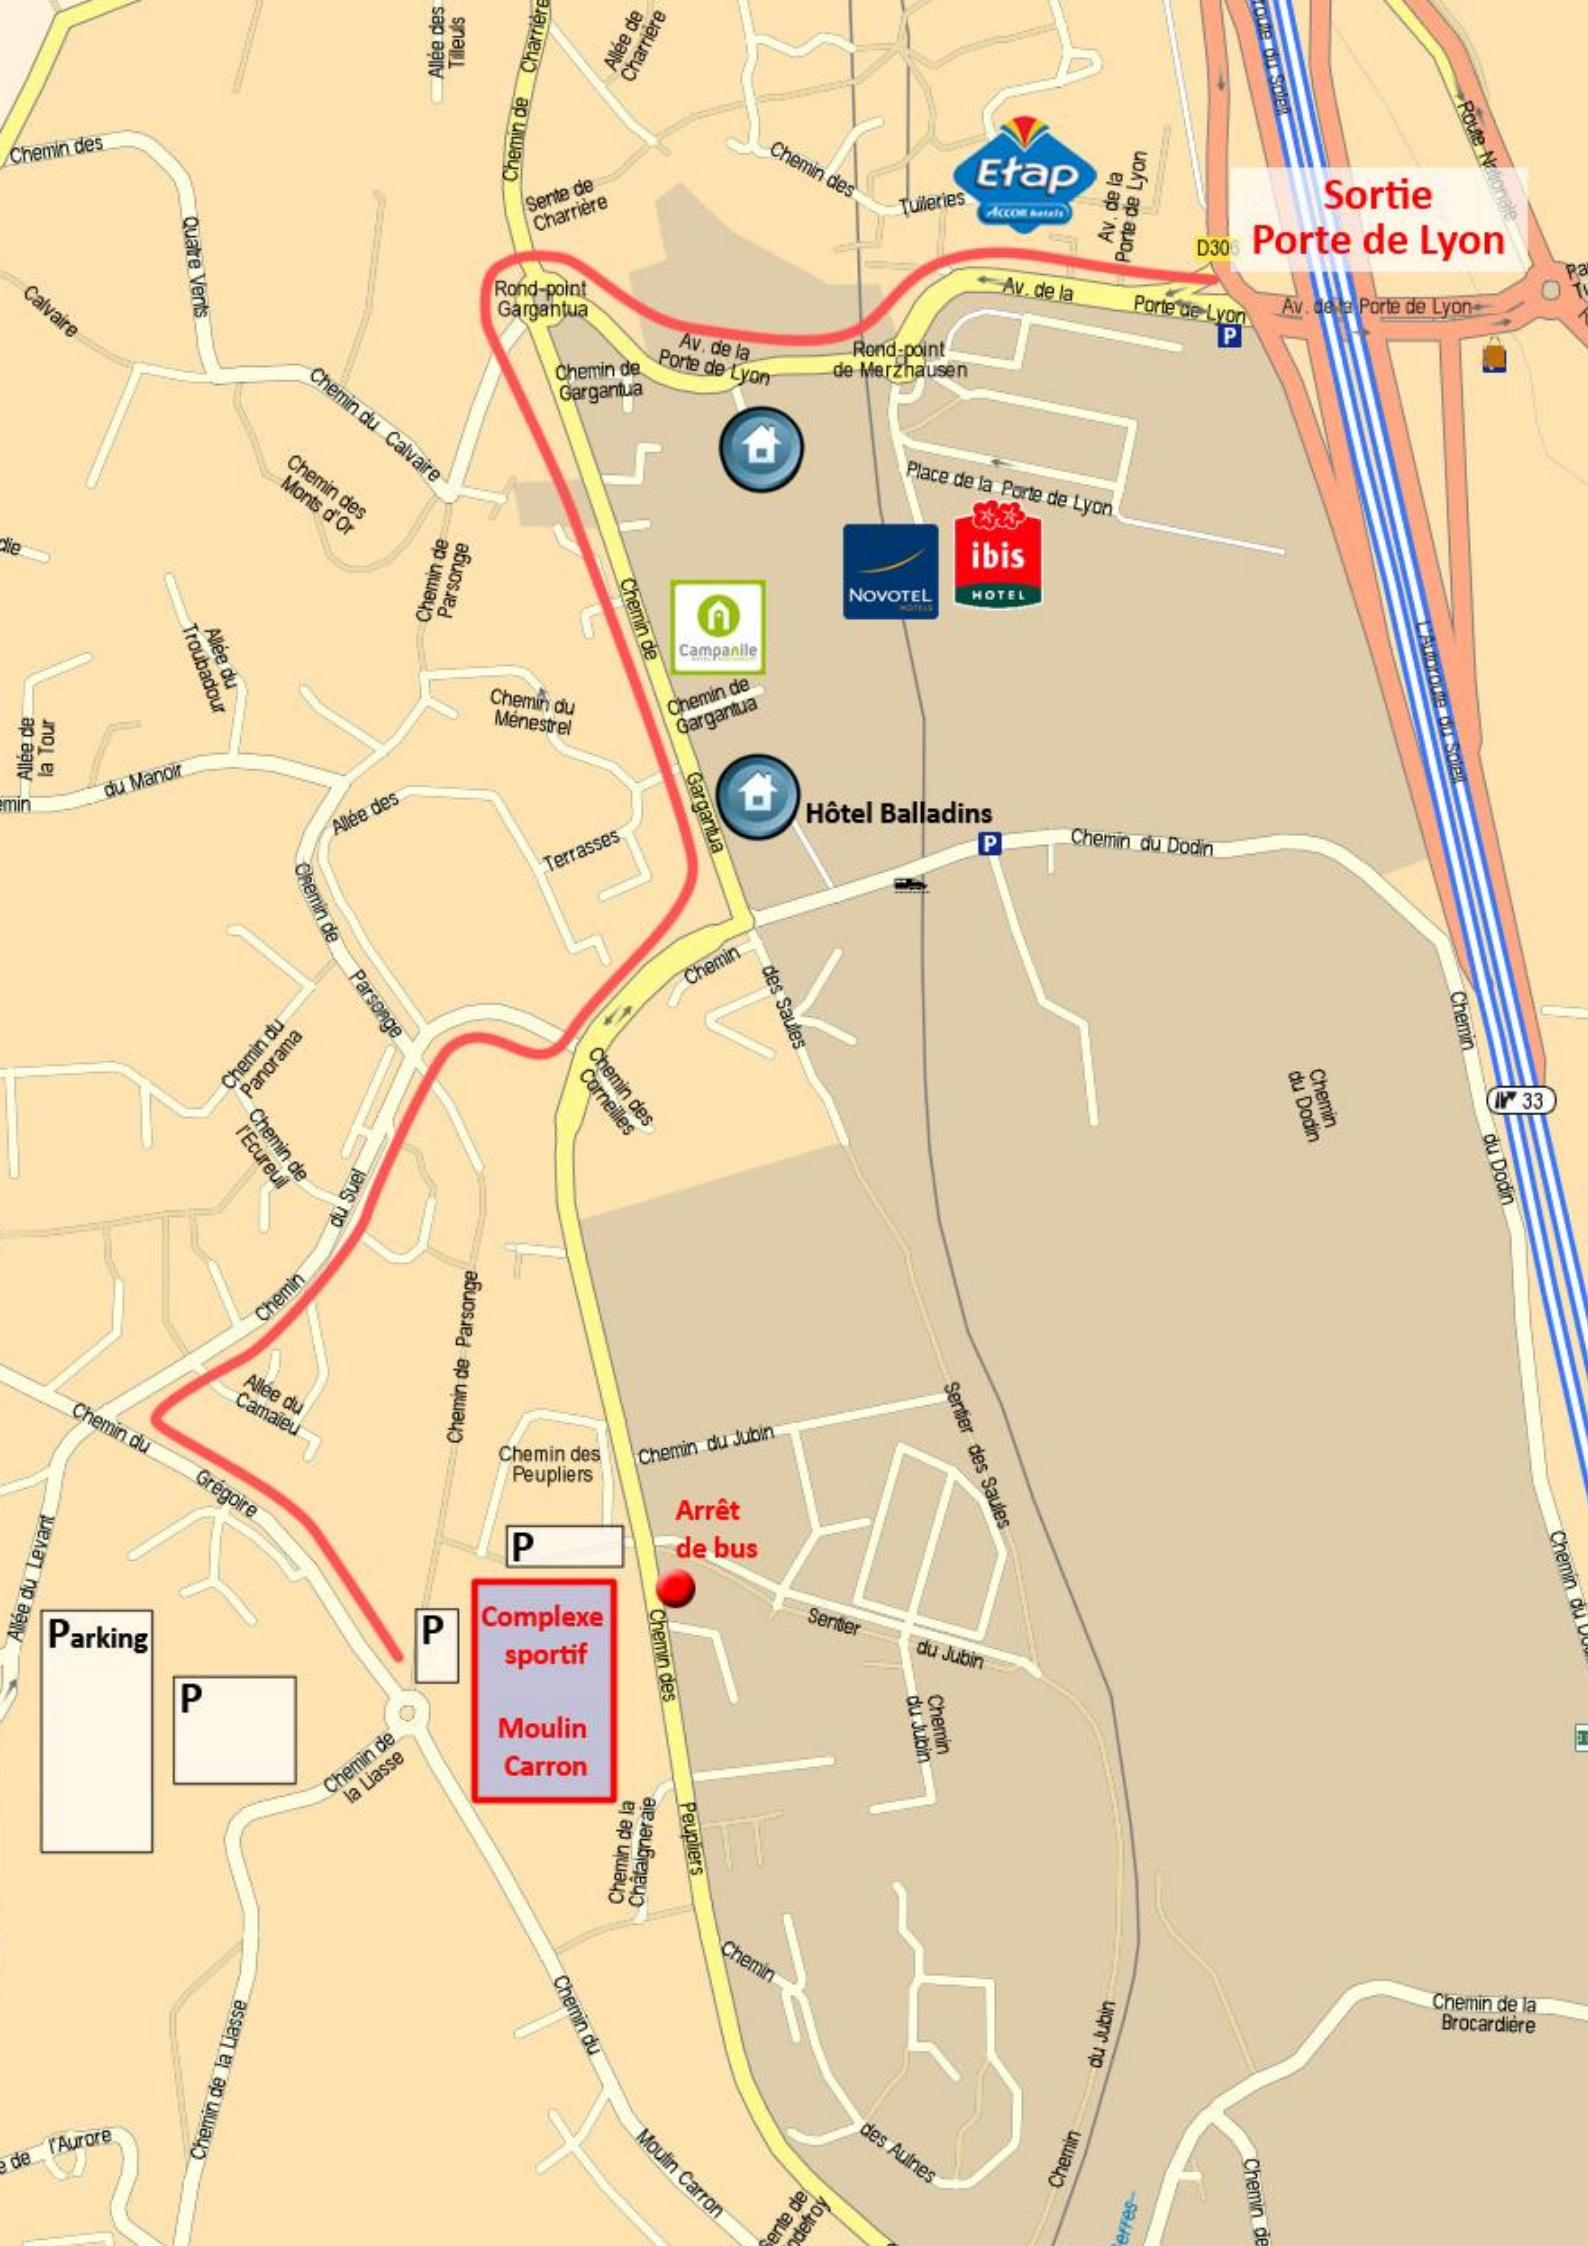 Allée des
Tilleuls
Chemin de
Charrière
Allée de
Charrière
Route Nationale
Chemin des
Quatre Vents
Sente de
Charrière
Chemin des
Tuileries
Etap
ACCOR hotels
Av. de la
Porte de Lyon
Sortie
Porte de Lyon
D306
Av. de la
Porte de Lyon
P
Av. de la Porte de Lyon
Rond-point
Gargantua
Calvaire
Av. de la
Porte de Lyon
Rond-point
de Merzhausen
Chemin de
Gargantua
Chemin du Calvaire
Chemin des
Monts d'Or
Place de la Porte de Lyon
NOVOTEL
HOTELS
ibis
HOTEL
Chemin de
Parsonge
Campanile
Chemin de
Gargantua
Chemin de
Gargantua
Allée du
Troubadour
Chemin du
Ménestrel
Allée de
la Tour
du Manoir
Allée des
Terrasses
Hôtel Balladins
P
Chemin du Dodin
L'Autoroute du Soleil
Chemin de
Parsonge
Chemin
des Saules
Chemin du
Panorama
Chemin des
Corneilles
Chemin de
l'Ecureuil
Chemin
du Dodin
Chemin
du Dodin
33
Chemin
du Suel
Chemin de Parsonge
Allée du
Camaïeu
Chemin du
Grégoire
Chemin des
Peupliers
Chemin du Jubin
Sentier des Saules
Arrêt
de bus
P
Allée du Levant
Parking
P
P
Complexe
sportif
Moulin
Carron
Chemin des
Peupliers
Sentier
du Jubin
Chemin
du Jubin
Chemin de
la Liasse
Chemin de la
Châtaigneraie
Chemin
des Aulnes
Chemin du
Moulin Carron
Chemin de la Liasse
l'Aurore
Chemin
du Jubin
Chemin de la
Brocardière
Sente de
Chemin de